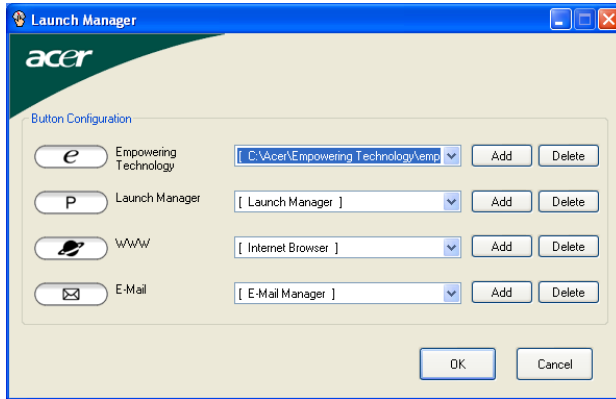 Launch Manager
acer
Button Configuration
e
Empowering
Technology
[ C:\Acer\Empowering Technology\emp
Add
Delete
P
Launch Manager
[ Launch Manager ]
Add
Delete
WWW
[ Internet Browser ]
Add
Delete
E-Mail
[ E-Mail Manager ]
Add
Delete
OK
Cancel